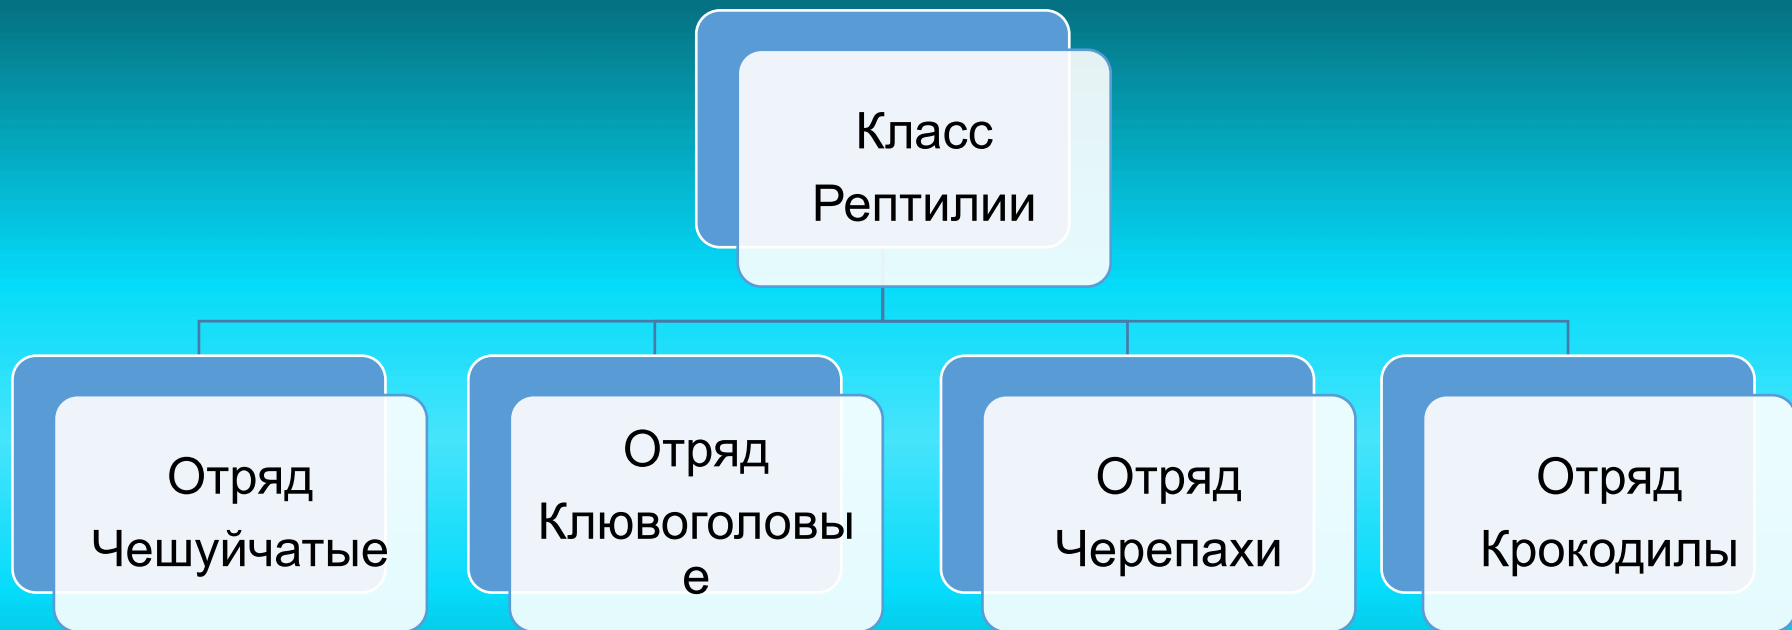 Класс
Рептилии
Отряд
Чешуйчатые
Отряд
Клювоголовы
е
Отряд
Черепахи
Отряд
Крокодилы